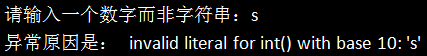 请输入一个数字而非字符串：s
异常原因是： invalid literal for int() with base 10: 's'